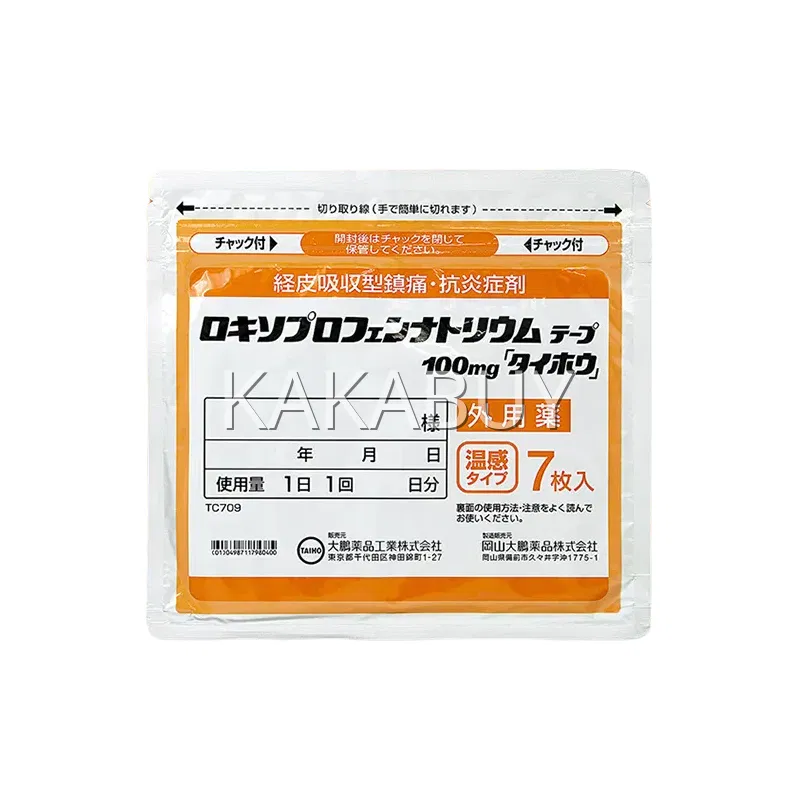 切り取り線(手で簡単に切れます)
チャック付
開封後はチャックを閉じて
保管してください。
チャック付
経皮吸収型鎮痛・抗炎症剤
ロキソプロフェンナトリウム テープ
100mg「タイホウ」
KAKABUY
様
外用薬
年 月 日
使用量 1日 1回 日分
温感
タイプ
7枚入
TC709
裏面の使用方法・注意をよく読んで
お使いください。
(01)04987117980400
TAIHO
販売元
大鵬薬品工業株式会社
東京都千代田区神田錦町1-27
製造販売元
岡山大鵬薬品株式会社
岡山県備前市久々井字沖1775-1